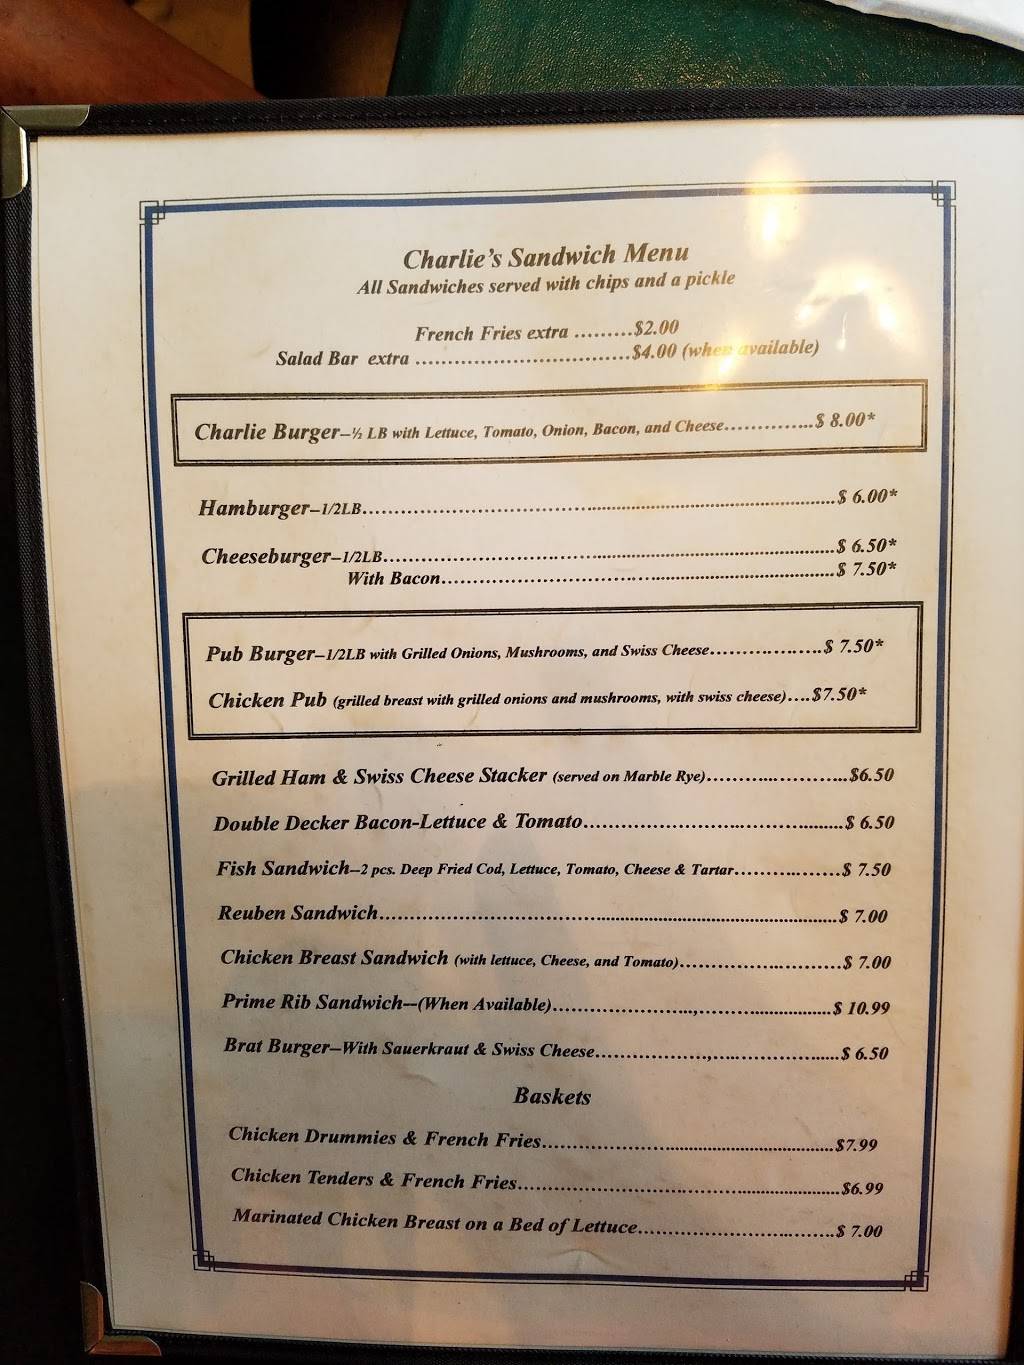 Charlie's Sandwich Menu
All Sandwiches served with chips and a pickle
French Fries extra .........$2.00
Salad Bar extra .................................$4.00 (when available)
Charlie Burger–½ LB with Lettuce, Tomato, Onion, Bacon, and Cheese..............$ 8.00*
Hamburger–1/2LB..........................................................................$ 6.00*
Cheeseburger–1/2LB......................................................................$ 6.50*
With Bacon..............................................................$ 7.50*
Pub Burger–1/2LB with Grilled Onions, Mushrooms, and Swiss Cheese..................$ 7.50*
Chicken Pub (grilled breast with grilled onions and mushrooms, with swiss cheese)....$7.50*
Grilled Ham & Swiss Cheese Stacker (served on Marble Rye).......................$6.50
Double Decker Bacon-Lettuce & Tomato..........................................$ 6.50
Fish Sandwich–2 pcs. Deep Fried Cod, Lettuce, Tomato, Cheese & Tartar.................$ 7.50
Reuben Sandwich..........................................................................$ 7.00
Chicken Breast Sandwich (with lettuce, Cheese, and Tomato)..........................$ 7.00
Prime Rib Sandwich--(When Available).......................,........................$ 10.99
Brat Burger–With Sauerkraut & Swiss Cheese...................,......................$ 6.50
Baskets
Chicken Drummies & French Fries.................................................$7.99
Chicken Tenders & French Fries......................................................$6.99
Marinated Chicken Breast on a Bed of Lettuce................................$ 7.00